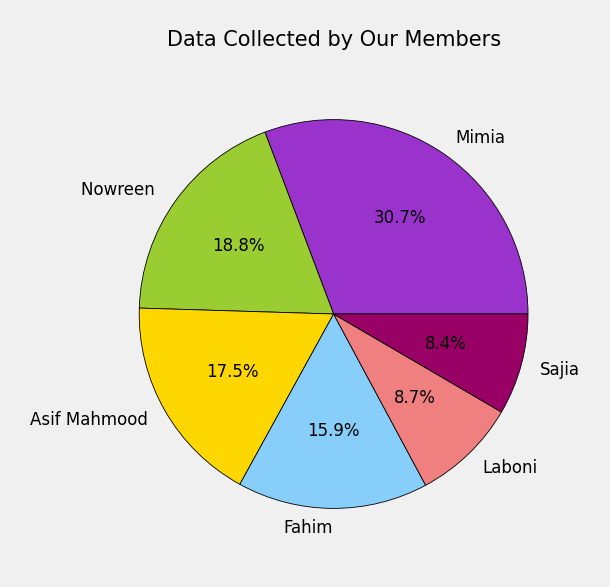 Data Collected by Our Members
Mimia
30.7%
Nowreen
18.8%
Asif Mahmood
17.5%
Fahim
15.9%
Laboni
8.7%
Sajia
8.4%